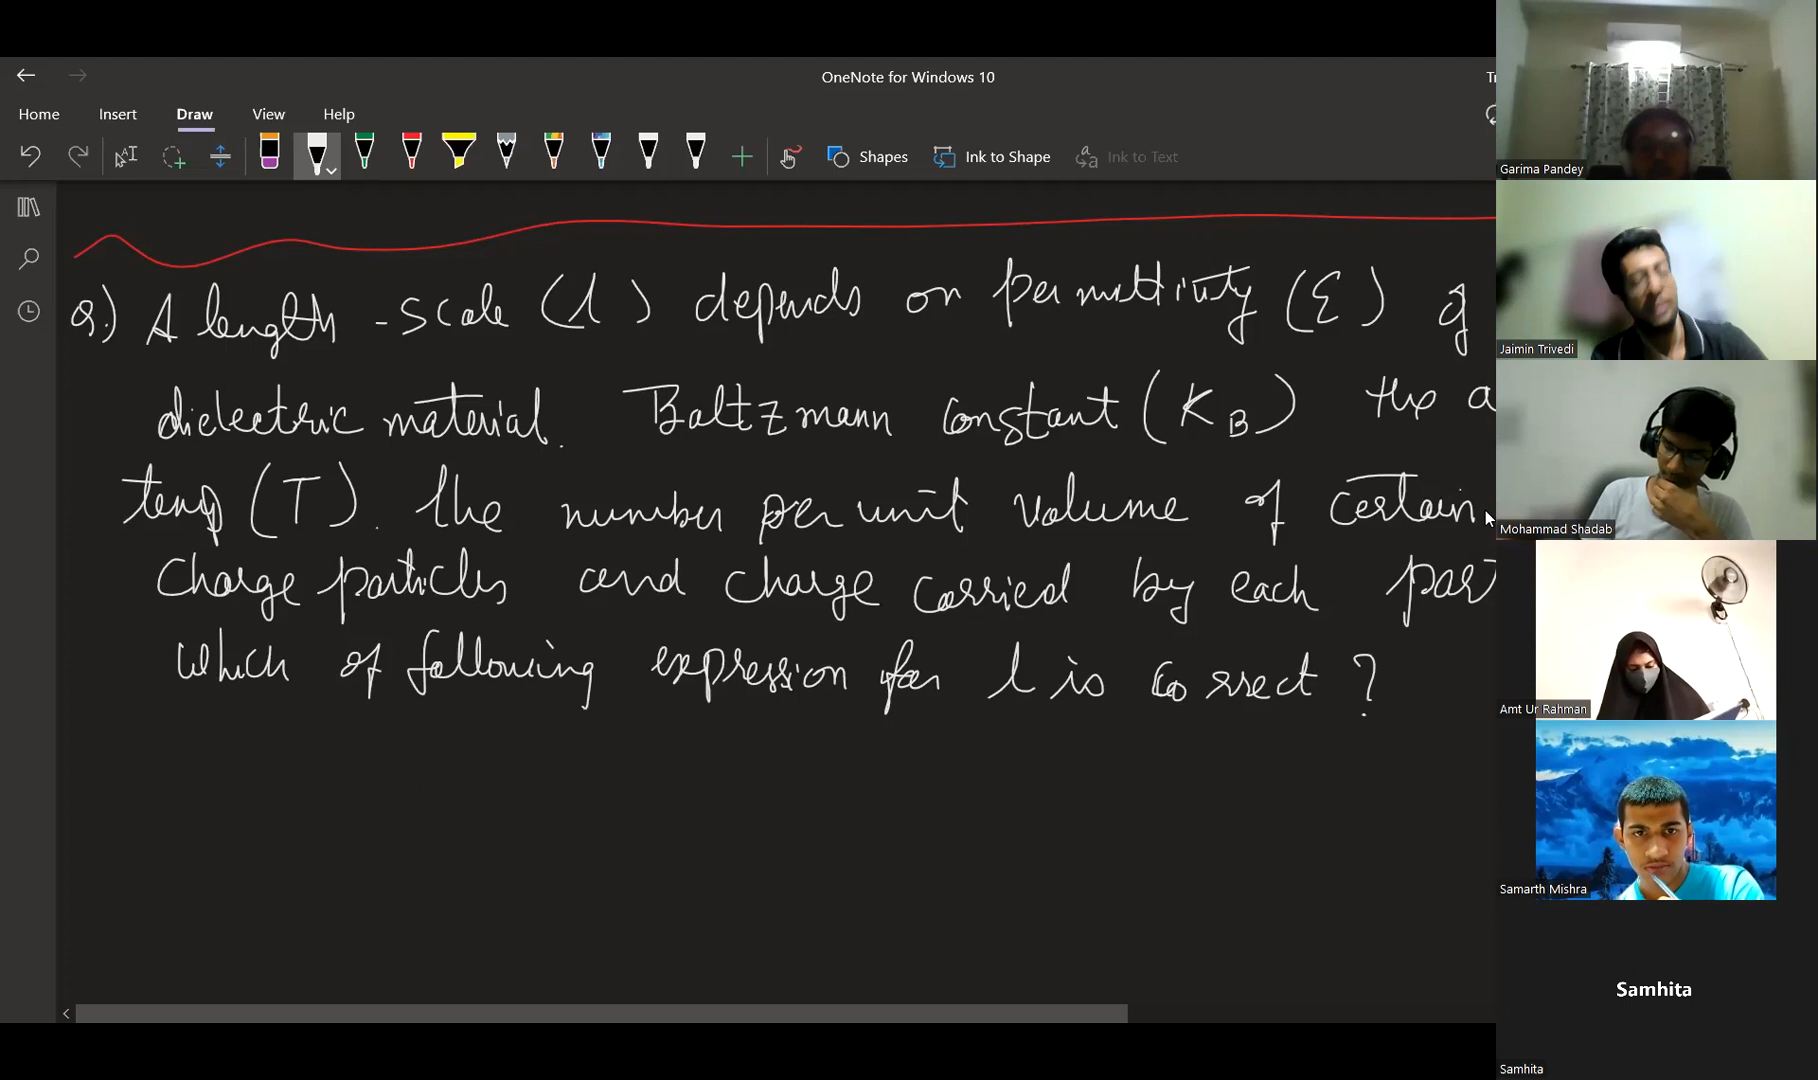 OneNote for Windows 10
Tr
Home Insert Draw View Help
Shapes Ink to Shape Ink to Text
Q.) A length - scale (l) depends on permittivity (ε) of
dielectric material. Boltzmann constant (K_B) the a
temp (T). the number per unit volume of certain
charge particles and charge carried by each par
which of following expression for l is correct ?
Garima Pandey
Jaimin Trivedi
Mohammad Shadab
Amt Ur Rahman
Samarth Mishra
Samhita
Samhita